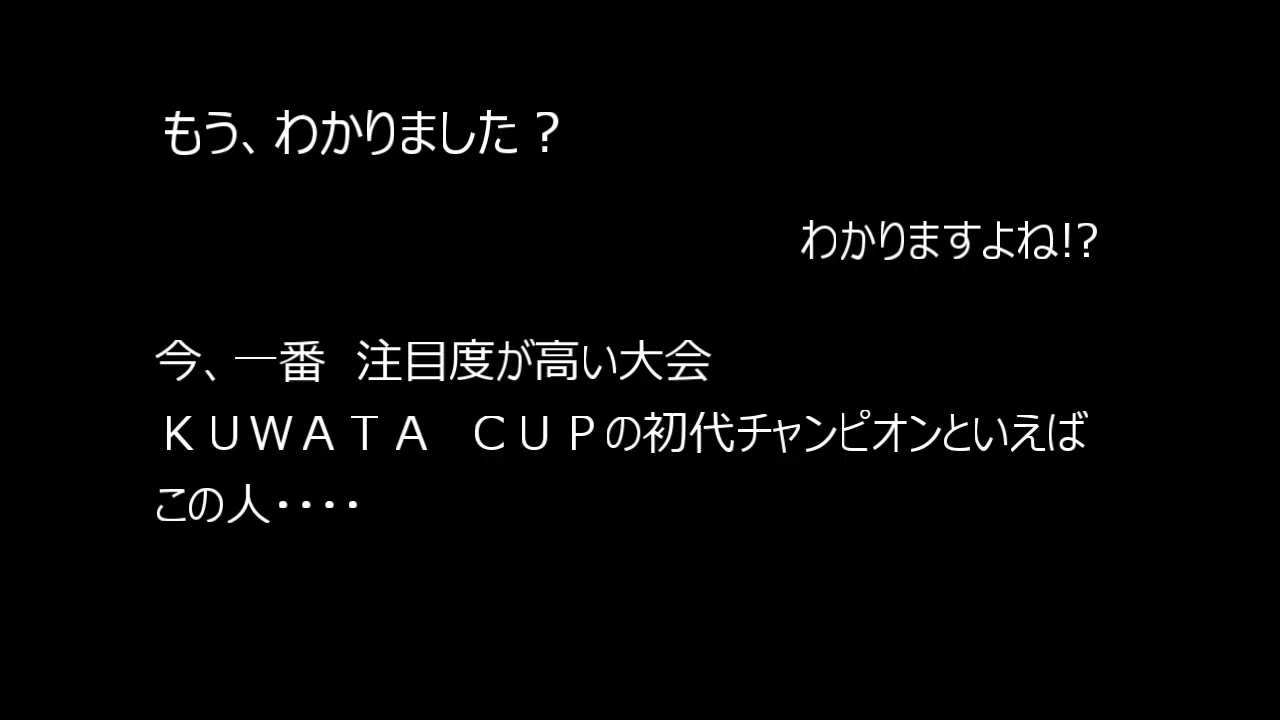 もう、わかりました？
わかりますよね!?
今、一番　注目度が高い大会
ＫＵＷＡＴＡ　ＣＵＰの初代チャンピオンといえば
この人・・・・